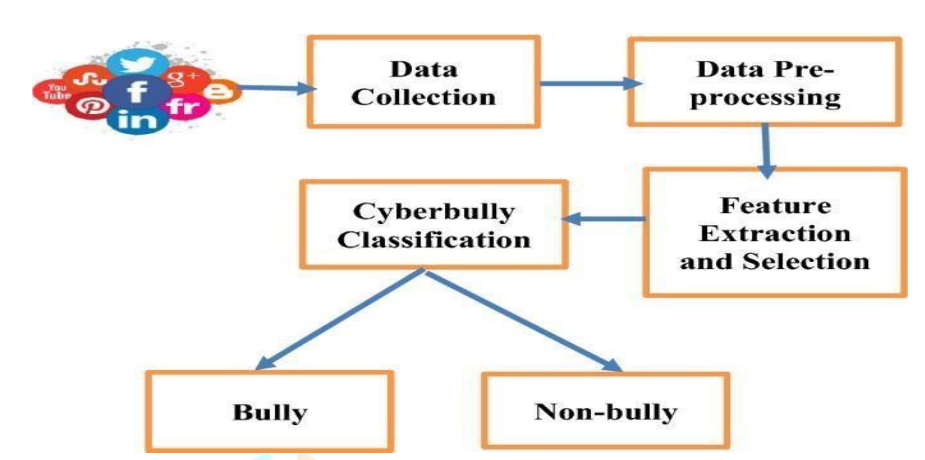 You
Tube
f
g+
in
fr
Data
Collection
Data Pre-
processing
Cyberbully
Classification
Feature
Extraction
and Selection
Bully
Non-bully